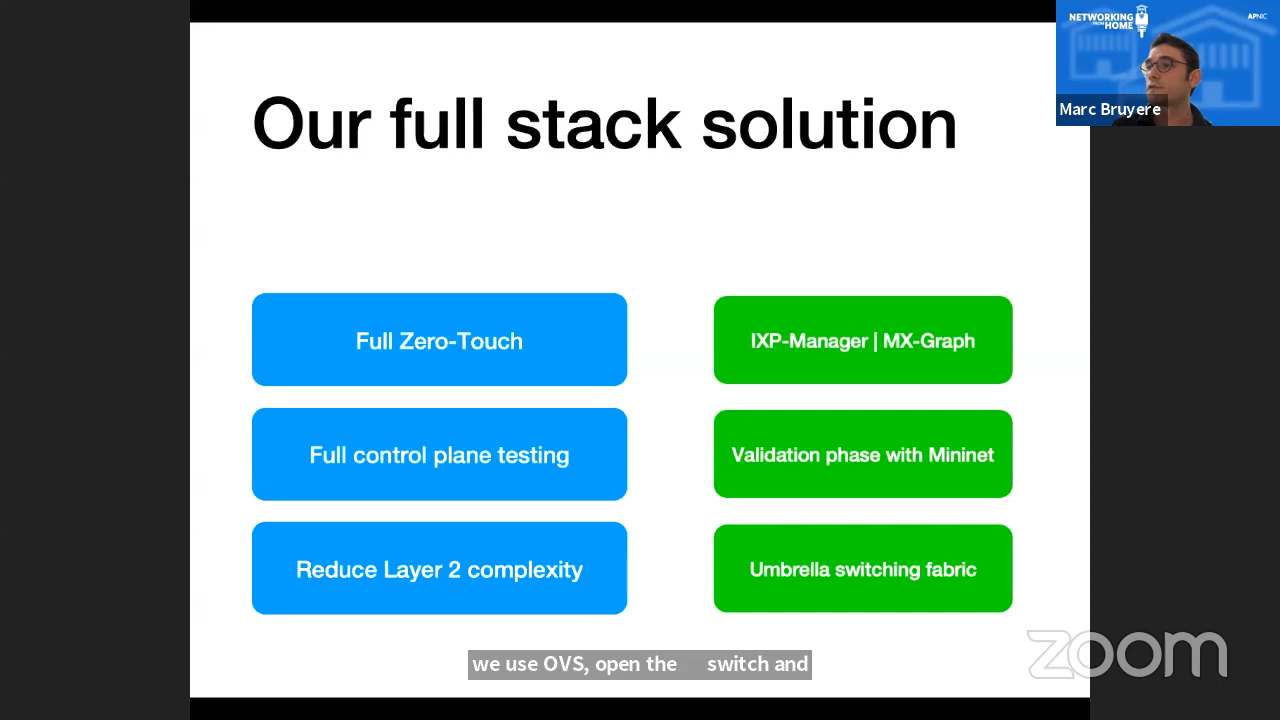 NETWORKING
FROM HOME
APNIC
Marc Bruyere
Our full stack solution
Full Zero-Touch
IXP-Manager | MX-Graph
Full control plane testing
Validation phase with Mininet
Reduce Layer 2 complexity
Umbrella switching fabric
we use OVS, open the switch and
zoom